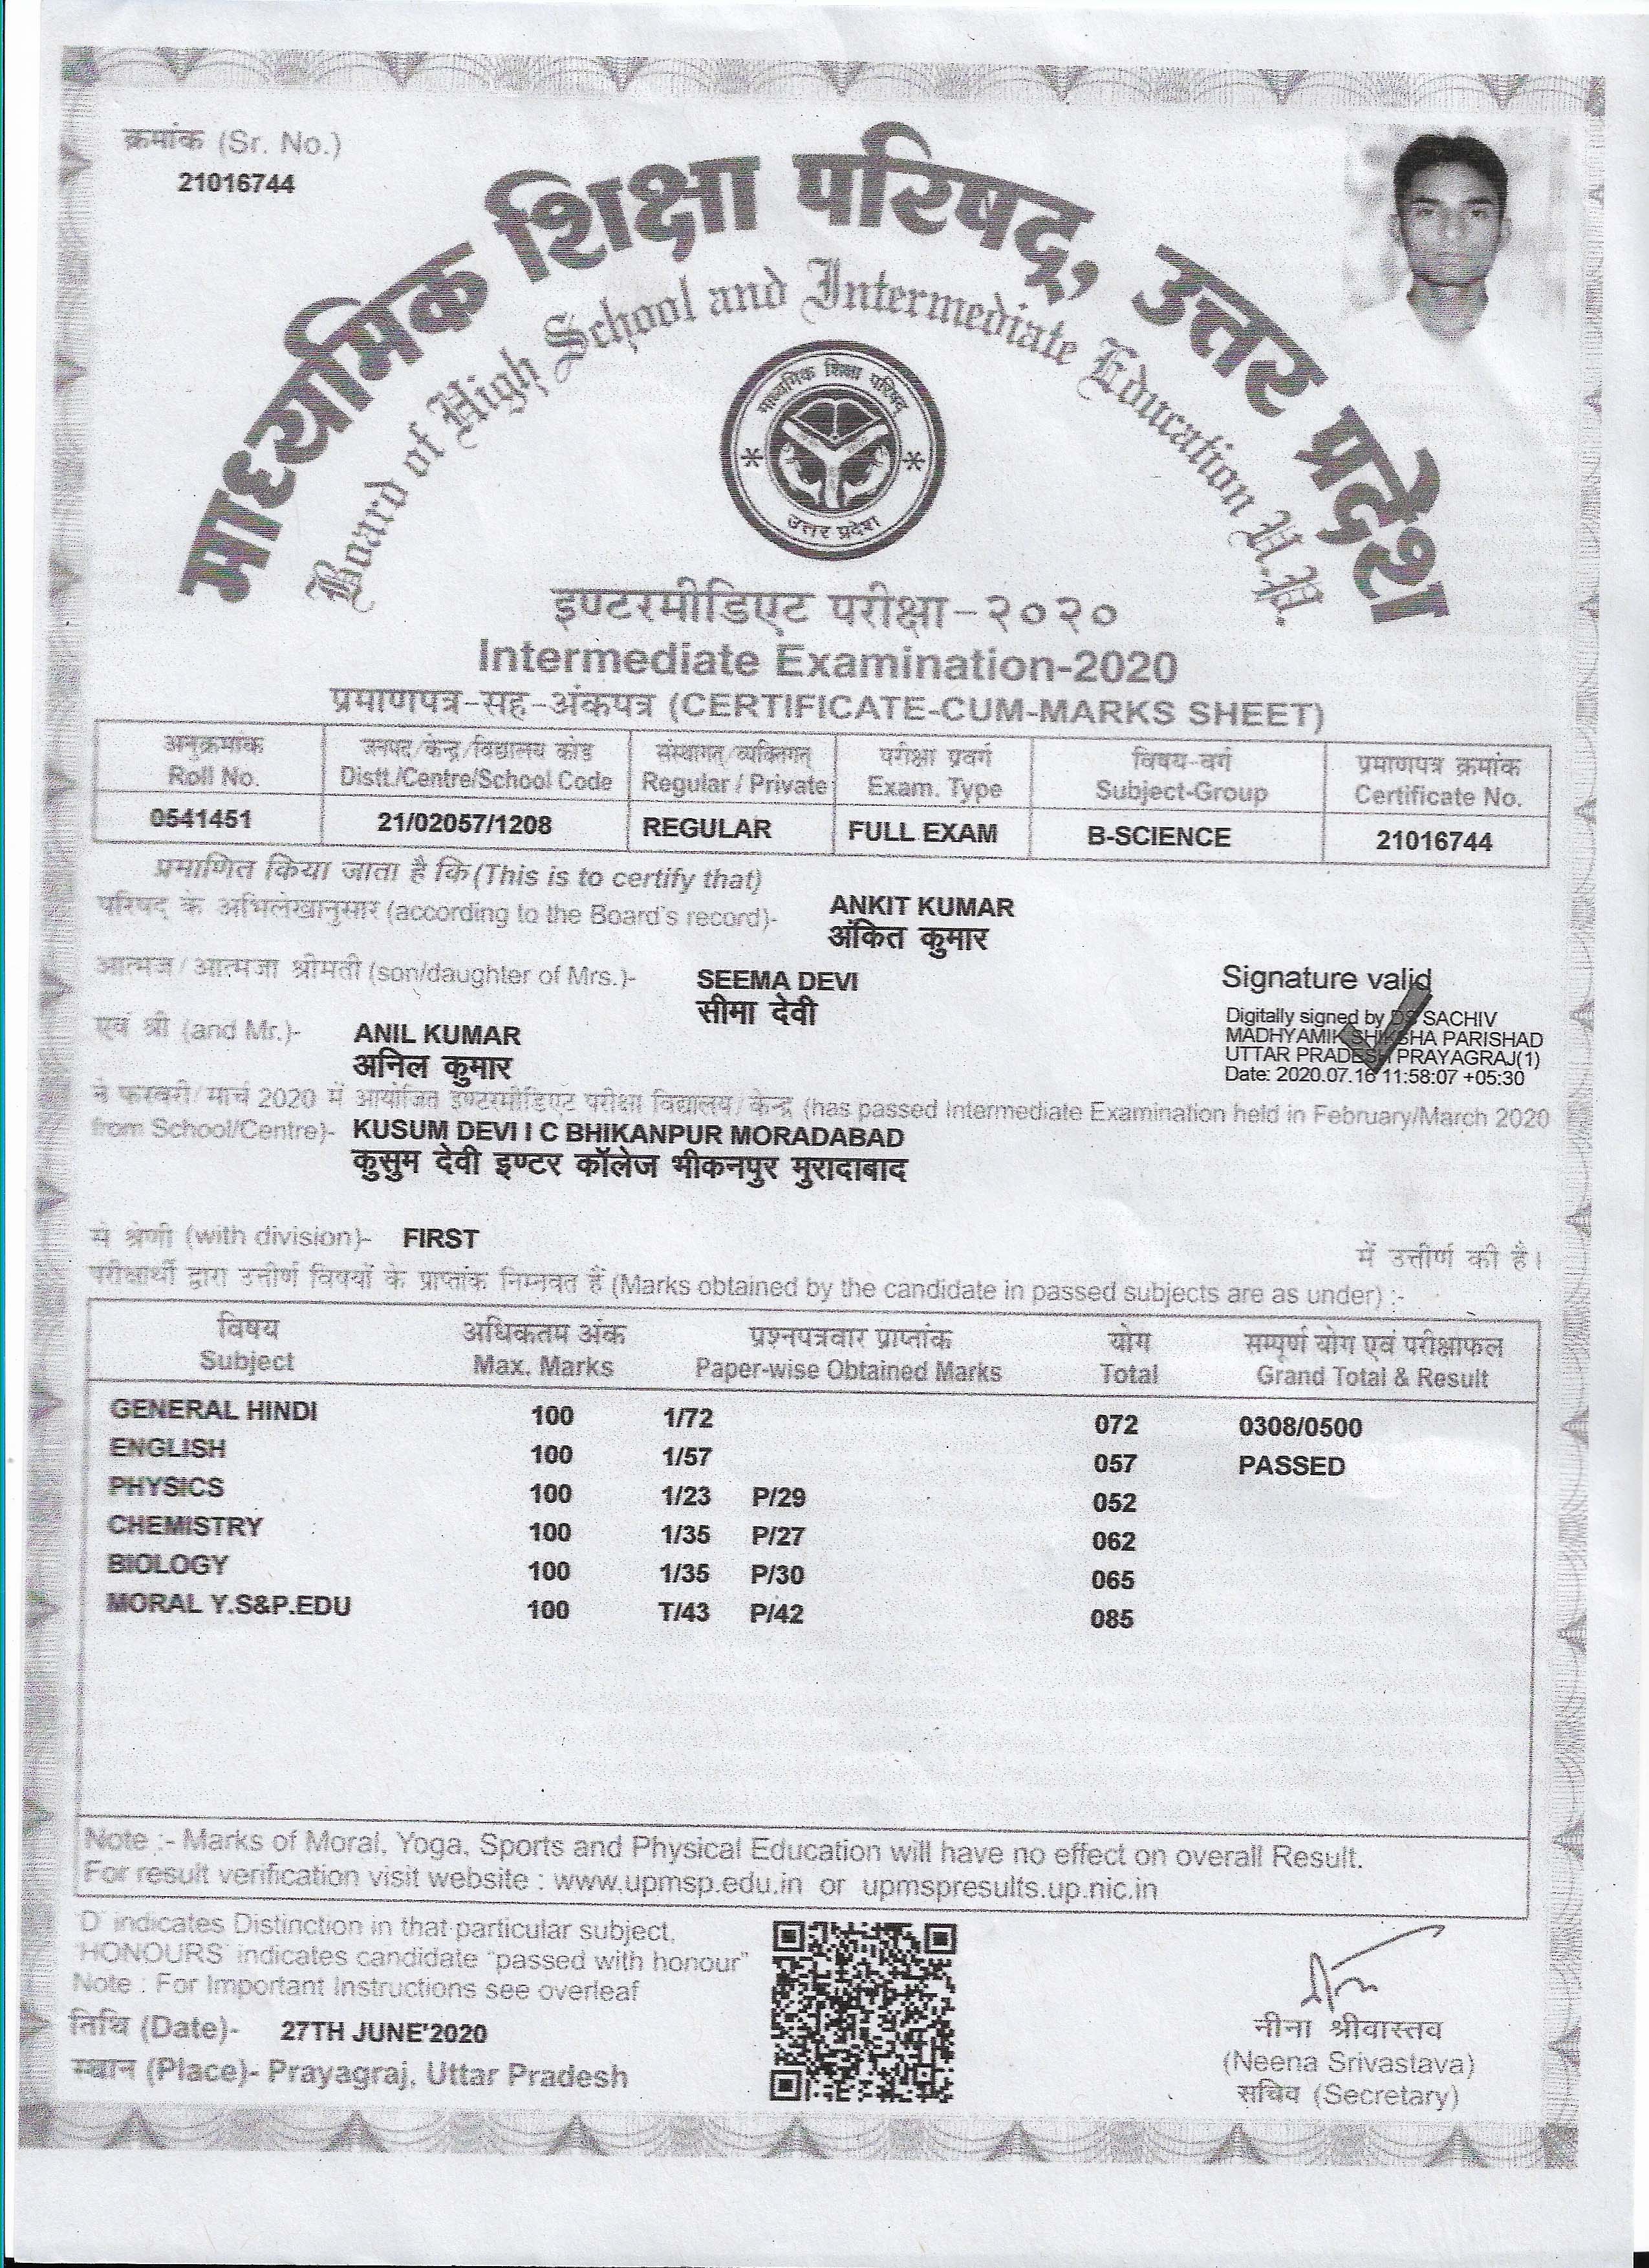 क्रमांक (Sr. No.)
21016744
माध्यमिक शिक्षा परिषद्, उत्तर प्रदेश
Board of High School and Intermediate Education U.P.
माध्यमिक शिक्षा परिषद
उत्तर प्रदेश
इण्टरमीडिएट परीक्षा-२०२०
Intermediate Examination-2020
प्रमाणपत्र-सह-अंकपत्र (CERTIFICATE-CUM-MARKS SHEET)
अनुक्रमांक जनपद/केन्द्र/विद्यालय कोड संस्थागत्/व्यक्तिगत् परीक्षा प्रवर्ग विषय-वर्ग प्रमाणपत्र क्रमांक
Roll No. Distt./Centre/School Code Regular / Private Exam. Type Subject-Group Certificate No.
0541451 21/02057/1208 REGULAR FULL EXAM B-SCIENCE 21016744
प्रमाणित किया जाता है कि (This is to certify that)
परिषद के अभिलेखानुसार (according to the Board's record)- ANKIT KUMAR
अंकित कुमार
आत्मज/आत्मजा श्रीमती (son/daughter of Mrs.)- SEEMA DEVI
सीमा देवी
Signature valid
Digitally signed by DS SACHIV
MADHYAMIK SHIKSHA PARISHAD
UTTAR PRADESH PRAYAGRAJ(1)
Date: 2020.07.16 11:58:07 +05:30
एवं श्री (and Mr.)- ANIL KUMAR
अनिल कुमार
ने फरवरी/मार्च 2020 में आयोजित इण्टरमीडिएट परीक्षा विद्यालय/केन्द्र (has passed Intermediate Examination held in February/March 2020
from School/Centre)- KUSUM DEVI I C BHIKANPUR MORADABAD
कुसुम देवी इण्टर कॉलेज भीकनपुर मुरादाबाद
से श्रेणी (with division)- FIRST
में उत्तीर्ण की है।
परीक्षार्थी द्वारा उत्तीर्ण विषयों के प्राप्तांक निम्नवत हैं (Marks obtained by the candidate in passed subjects are as under) :-
विषय अधिकतम अंक प्रश्नपत्रवार प्राप्तांक योग सम्पूर्ण योग एवं परीक्षाफल
Subject Max. Marks Paper-wise Obtained Marks Total Grand Total & Result
GENERAL HINDI 100 1/72 072 0308/0500
ENGLISH 100 1/57 057 PASSED
PHYSICS 100 1/23 P/29 052
CHEMISTRY 100 1/35 P/27 062
BIOLOGY 100 1/35 P/30 065
MORAL Y.S&P.EDU 100 T/43 P/42 085
Note :- Marks of Moral, Yoga, Sports and Physical Education will have no effect on overall Result.
For result verification visit website : www.upmsp.edu.in or upmspresults.up.nic.in
'D' indicates Distinction in that particular subject,
'HONOURS' indicates candidate "passed with honour"
Note : For Important Instructions see overleaf
तिथि (Date)- 27TH JUNE'2020
स्थान (Place)- Prayagraj, Uttar Pradesh
नीना श्रीवास्तव
(Neena Srivastava)
सचिव (Secretary)